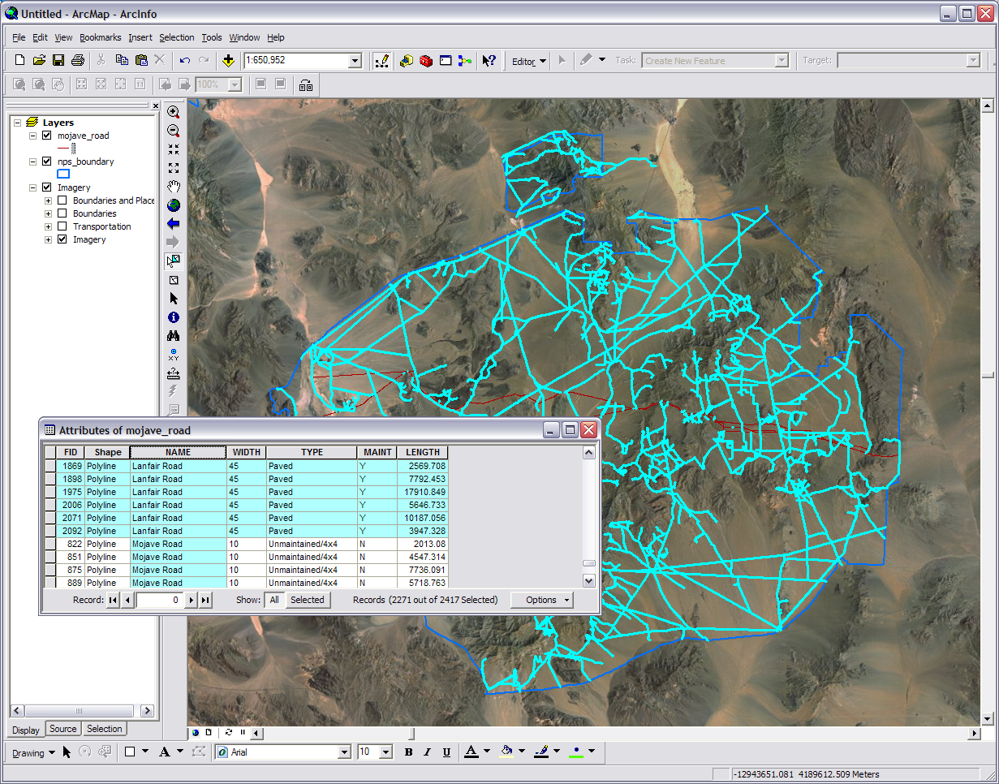 Untitled - ArcMap - ArcInfo
File Edit View Bookmarks Insert Selection Tools Window Help
1:650,952 Editor Task: Create New Feature Target:
1:1 100%
Layers
mojave_road
nps_boundary
Imagery
Boundaries and Place
Boundaries
Transportation
Imagery
XY
Attributes of mojave_road
FID Shape NAME WIDTH TYPE MAINT LENGTH
1869 Polyline Lanfair Road 45 Paved Y 2569.708
1898 Polyline Lanfair Road 45 Paved Y 7792.453
1975 Polyline Lanfair Road 45 Paved Y 17910.849
2006 Polyline Lanfair Road 45 Paved Y 5646.733
2071 Polyline Lanfair Road 45 Paved Y 10187.056
2092 Polyline Lanfair Road 45 Paved Y 3947.328
822 Polyline Mojave Road 10 Unmaintained/4x4 N 2013.08
851 Polyline Mojave Road 10 Unmaintained/4x4 N 4547.314
875 Polyline Mojave Road 10 Unmaintained/4x4 N 7736.091
889 Polyline Mojave Road 10 Unmaintained/4x4 N 5718.763
Record: 0 Show: All Selected Records (2271 out of 2417 Selected) Options
Display Source Selection
Drawing A Arial 10 B I U A
-12943651.081 4189612.509 Meters